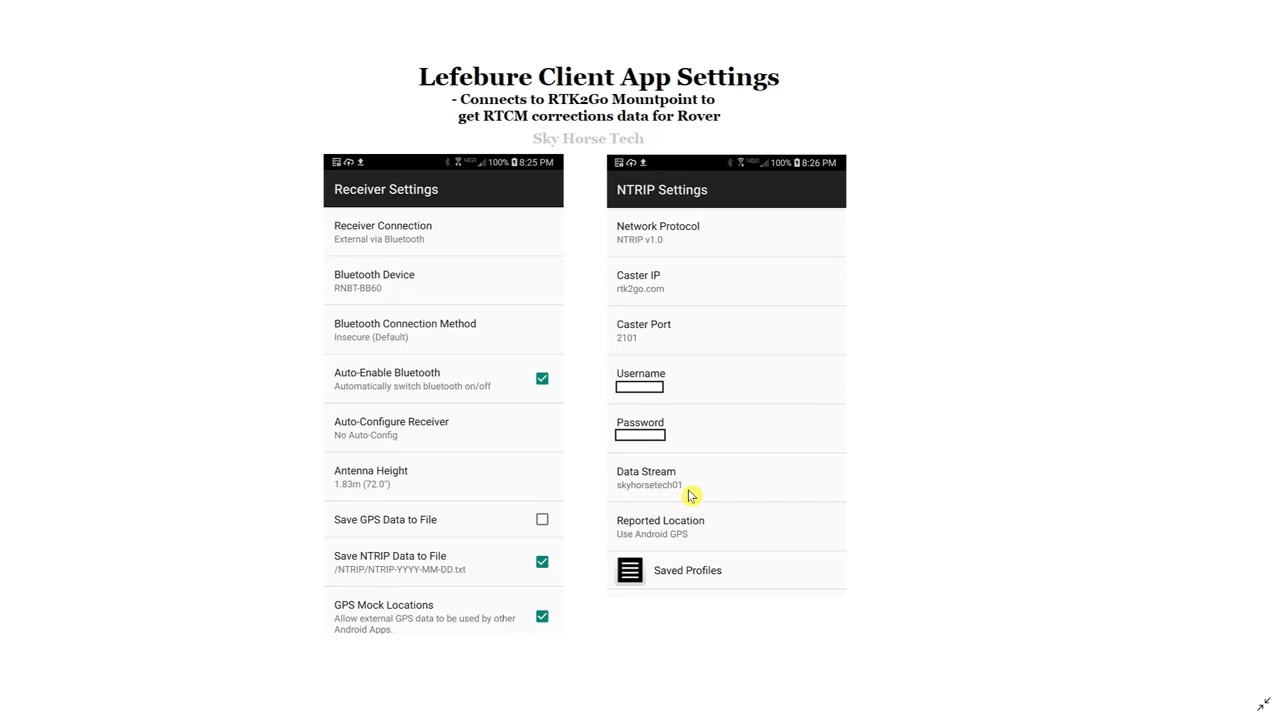 Lefebure Client App Settings
- Connects to RTK2Go Mountpoint to
get RTCM corrections data for Rover
Sky Horse Tech
100% 8:25 PM
Receiver Settings
Receiver Connection
External via Bluetooth
Bluetooth Device
RNBT-BB60
Bluetooth Connection Method
Insecure (Default)
Auto-Enable Bluetooth
Automatically switch bluetooth on/off
Auto-Configure Receiver
No Auto-Config
Antenna Height
1.83m (72.0")
Save GPS Data to File
Save NTRIP Data to File
/NTRIP/NTRIP-YYYY-MM-DD.txt
GPS Mock Locations
Allow external GPS data to be used by other
Android Apps.
100% 8:26 PM
NTRIP Settings
Network Protocol
NTRIP v1.0
Caster IP
rtk2go.com
Caster Port
2101
Username
Password
Data Stream
skyhorsetech01
Reported Location
Use Android GPS
Saved Profiles